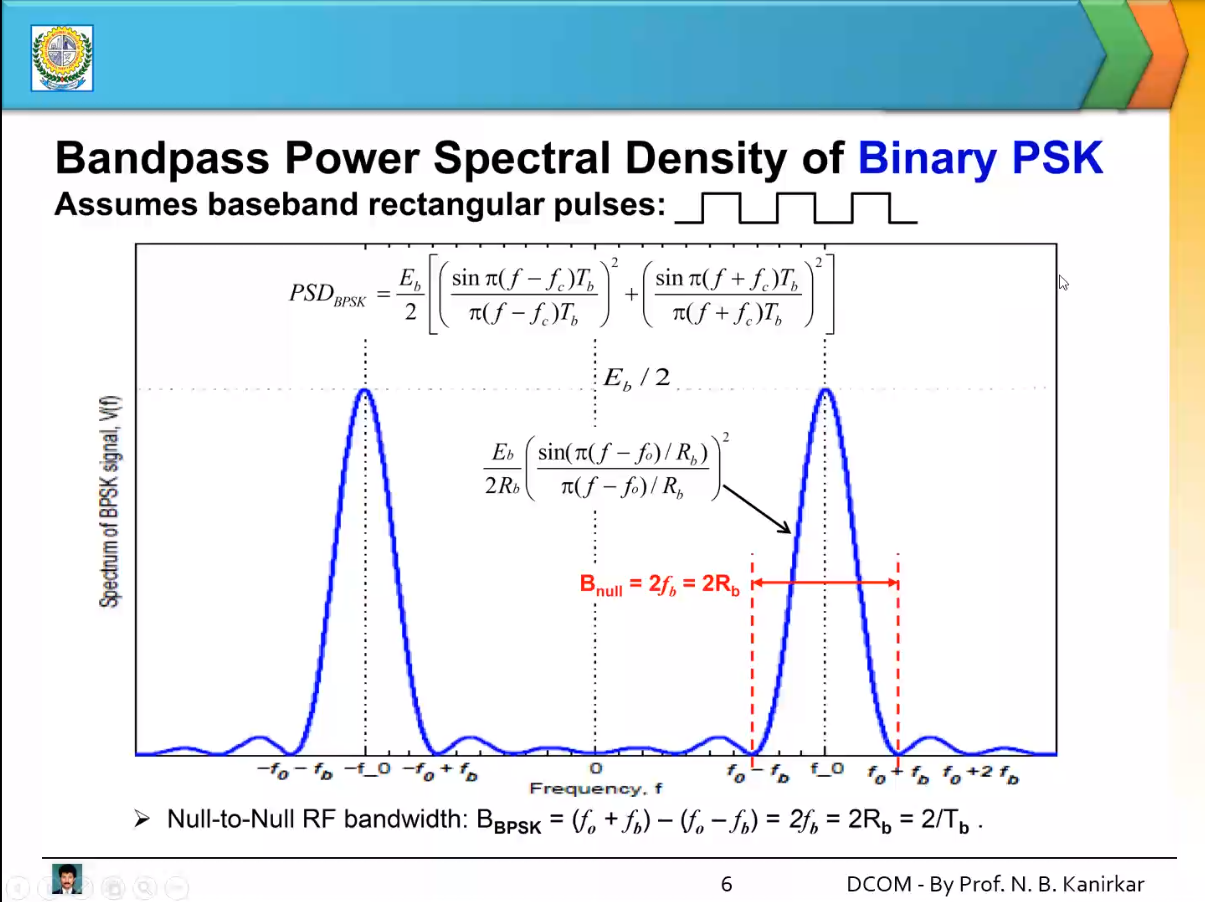 Bandpass Power Spectral Density of Binary PSK
Assumes baseband rectangular pulses:
PSD_BPSK = E_b/2 [ ( sin π(f − f_c)T_b / π(f − f_c)T_b )² + ( sin π(f + f_c)T_b / π(f + f_c)T_b )² ]
E_b / 2
E_b/2R_b ( sin(π(f − f_o) / R_b) / π(f − f_o) / R_b )²
B_null = 2f_b = 2R_b
Spectrum of BPSK signal, V(f)
−f_o − f_b −f_0 −f_o + f_b 0 f_o − f_b f_0 f_o + f_b f_o +2 f_b
Frequency, f
➢ Null-to-Null RF bandwidth: B_BPSK = (f_o + f_b) – (f_o – f_b) = 2f_b = 2R_b = 2/T_b .
6 DCOM - By Prof. N. B. Kanirkar